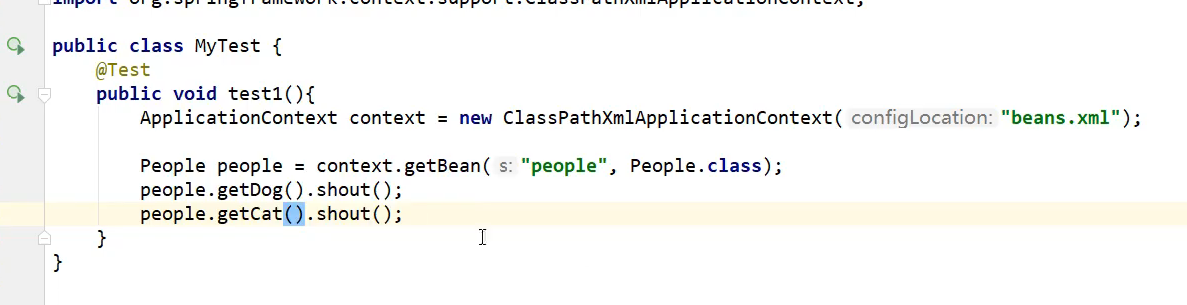 import org.springframework.context.support.ClassPathXmlApplicationContext;
public class MyTest {
@Test
public void test1(){
ApplicationContext context = new ClassPathXmlApplicationContext( configLocation: "beans.xml");
People people = context.getBean( s: "people", People.class);
people.getDog().shout();
people.getCat().shout();
}
}